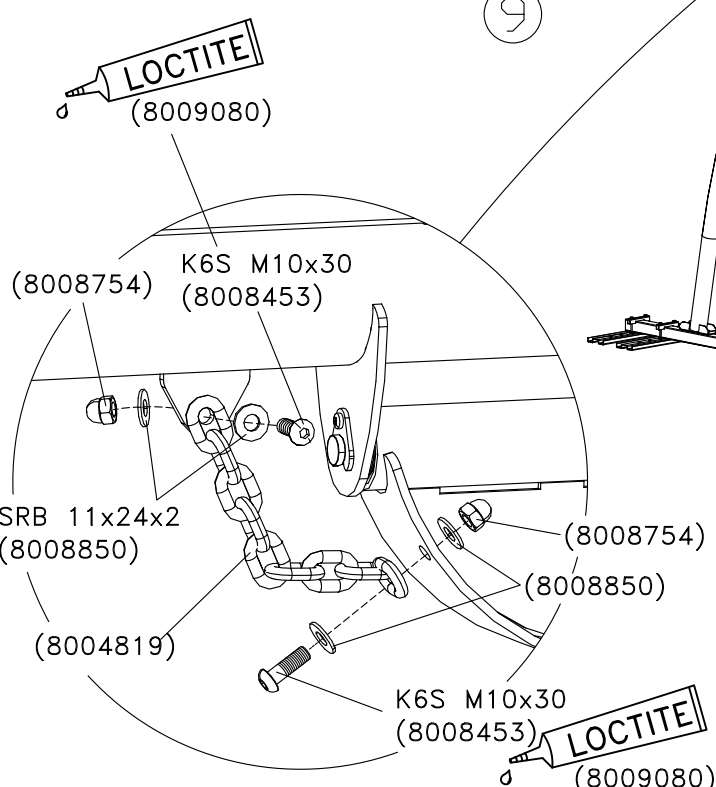 9
LOCTITE
(8009080)
K6S M10x30
(8008453)
(8008754)
SRB 11x24x2
(8008850)
(8004819)
(8008754)
(8008850)
K6S M10x30
(8008453)
LOCTITE
(8009080)